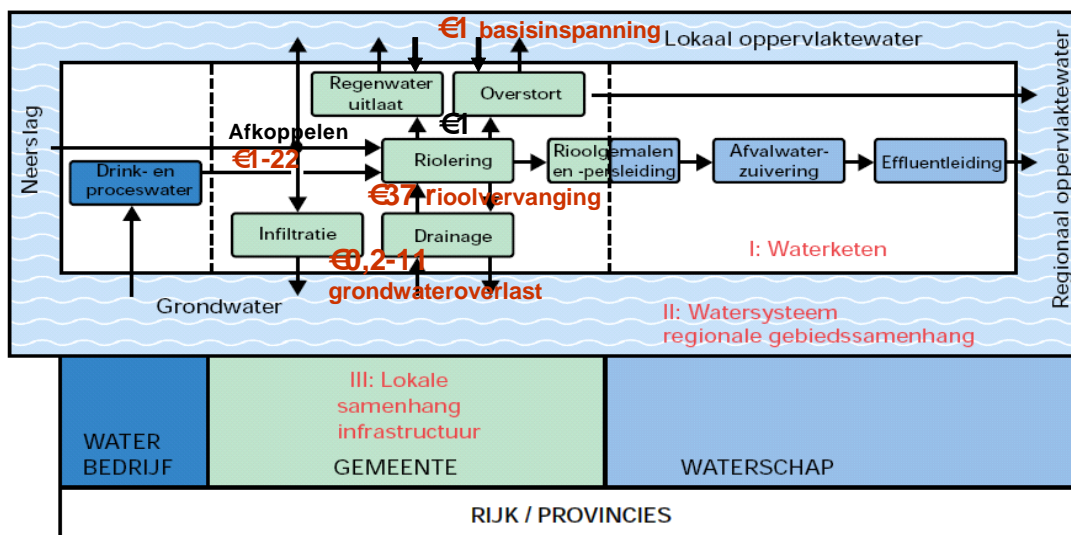 €1 basisinspanning
Lokaal oppervlaktewater
Regenwater
uitlaat
Overstort
Regionaal oppervlaktewater
Neerslag
Afkoppelen
€1
€1-22
Riolering
Rioolgemalen
en -persleiding
Afvalwater-
zuivering
Effluentleiding
Drink- en
proceswater
€37 rioolvervanging
Infiltratie
Drainage
€0,2-11
grondwateroverlast
I: Waterketen
Grondwater
II: Watersysteem
regionale gebiedssamenhang
III: Lokale
samenhang
infrastructuur
WATER
BEDRIJF
GEMEENTE
WATERSCHAP
RIJK / PROVINCIES